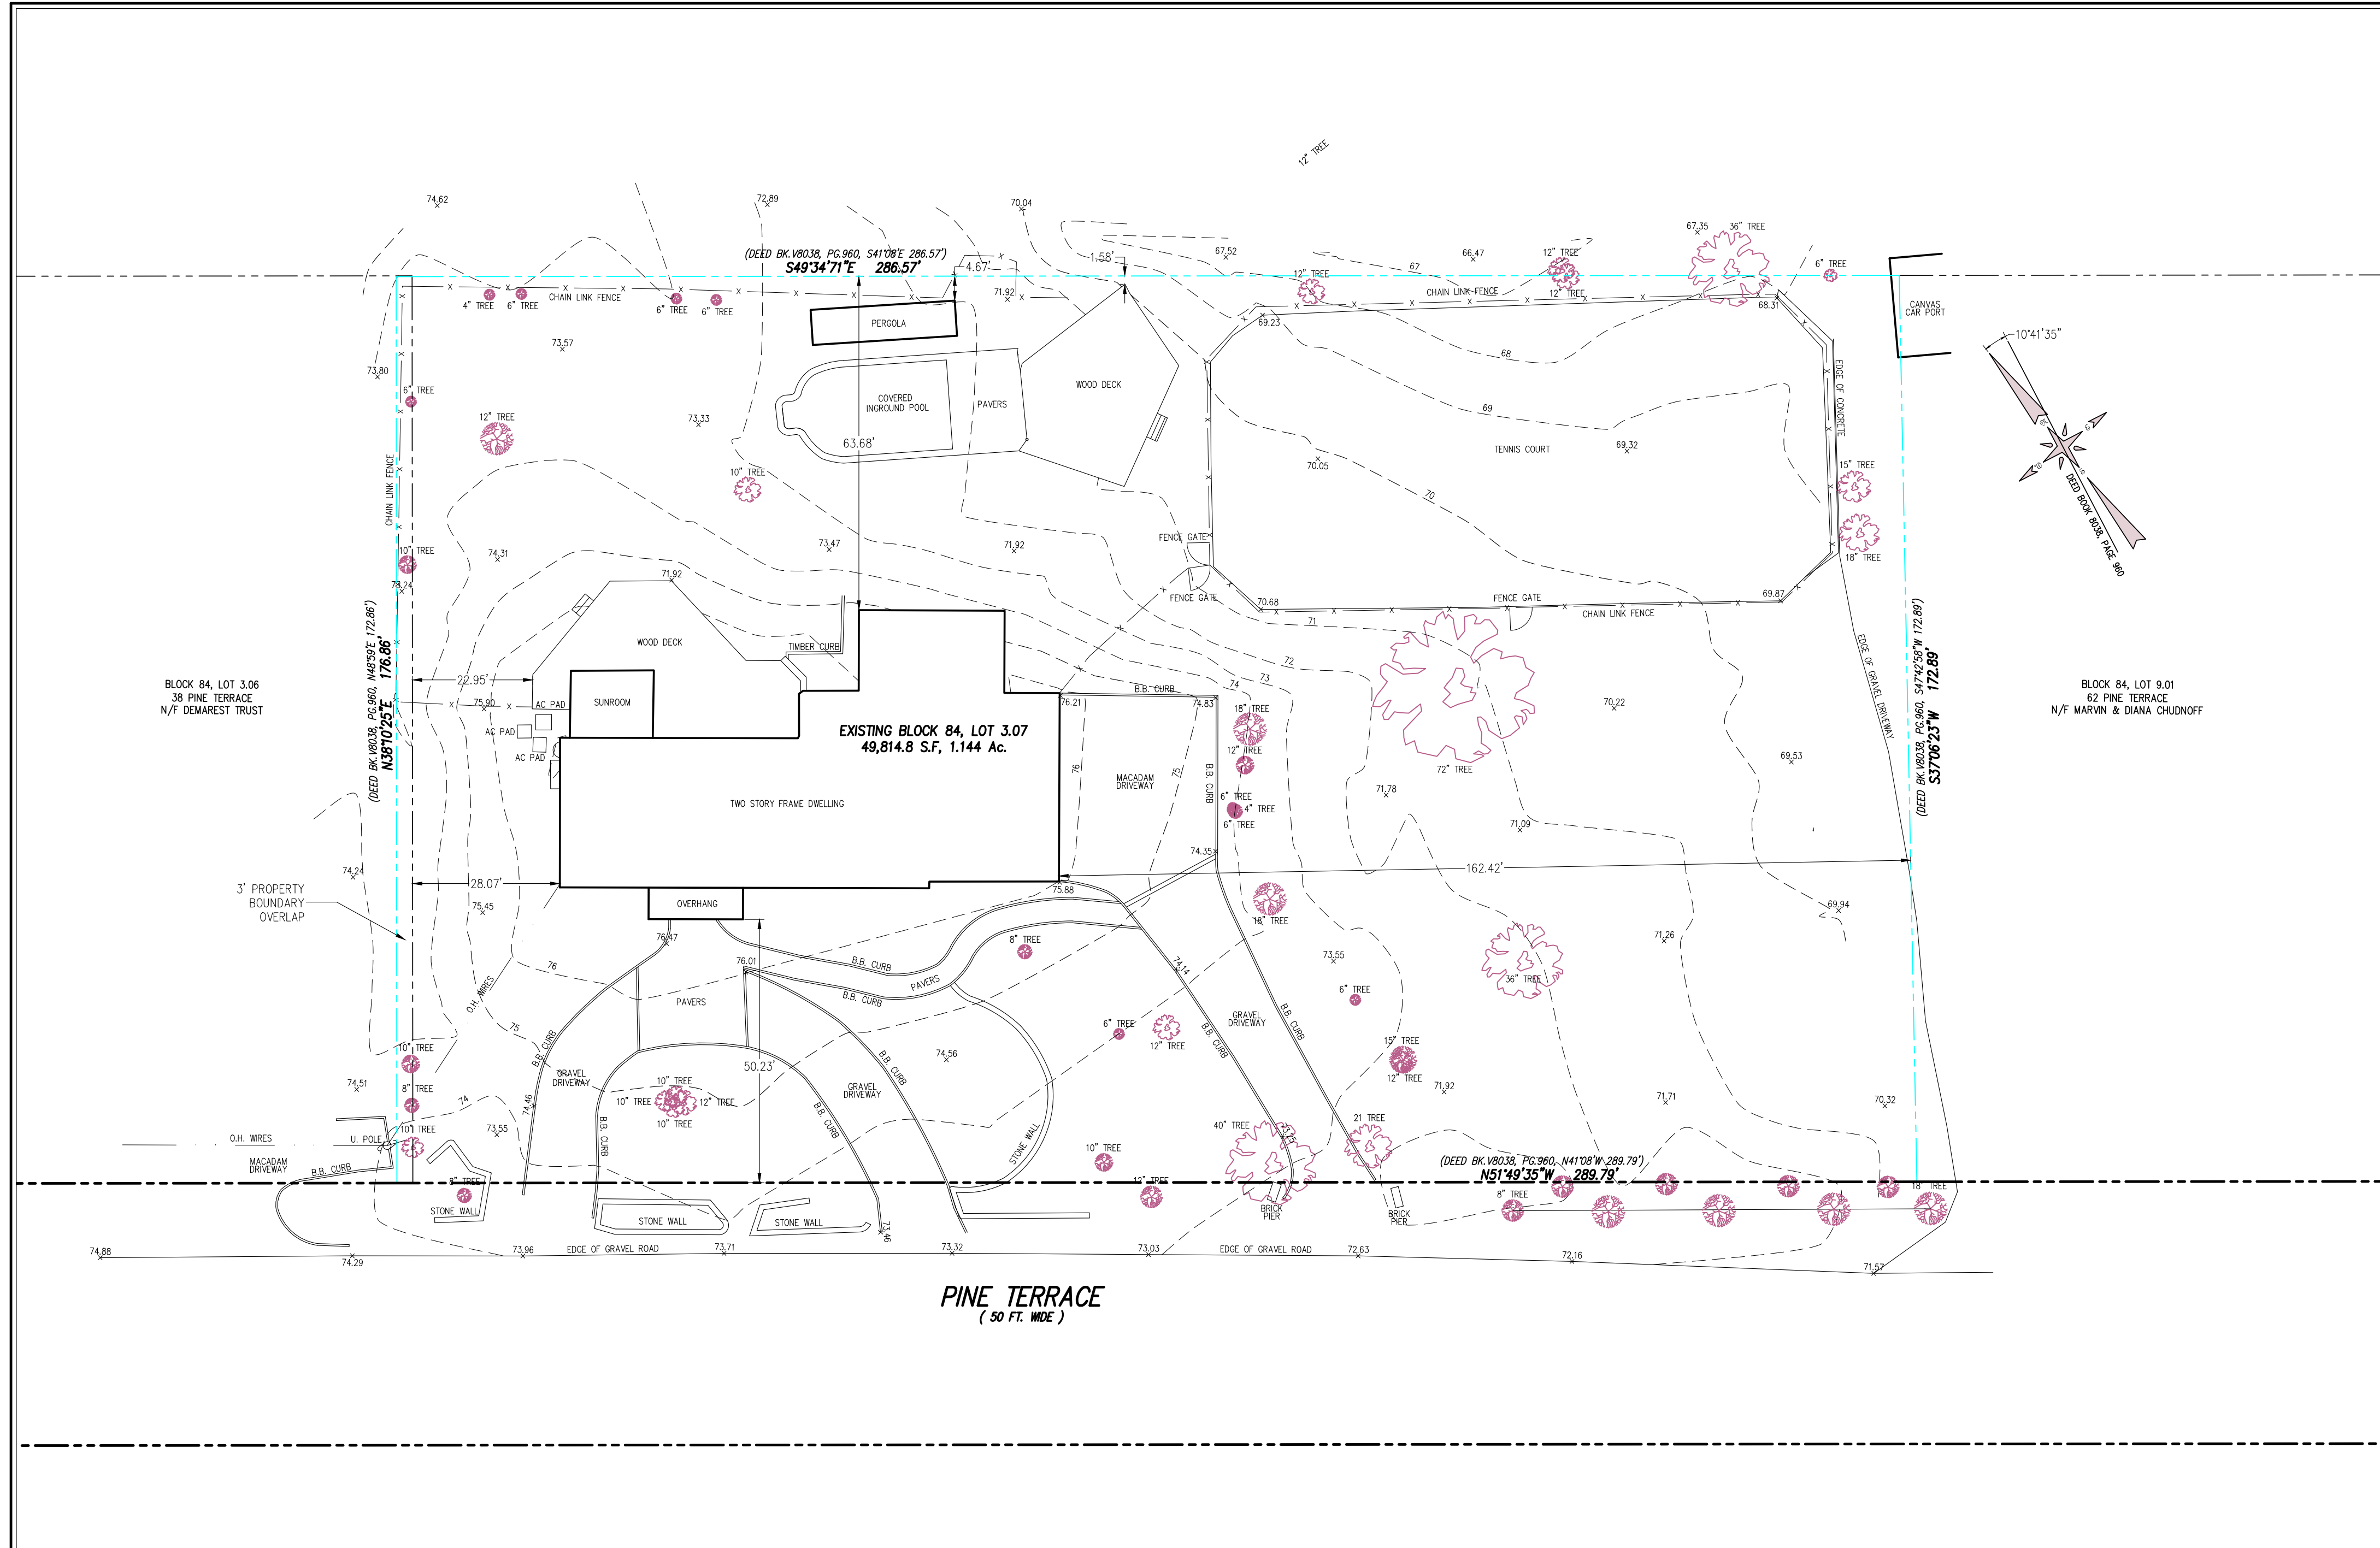 12" TREE
74.62
72.89
70.04
67.52
66.47
67.35
36" TREE
12" TREE
12" TREE
6" TREE
(DEED BK.V8038, PG.960, S41°08'E 286.57')
S49°34'71"E 286.57'
4.67'
1.58'
67
12" TREE
CHAIN LINK FENCE
4" TREE
6" TREE
CHAIN LINK FENCE
6" TREE
6" TREE
71.92
68.31
69.23
CANVAS
CAR PORT
10°41'35"
PERGOLA
73.57
73.80
6" TREE
12" TREE
73.33
COVERED
INGROUND POOL
PAVERS
WOOD DECK
63.68'
68
69
EDGE OF CONCRETE
TENNIS COURT
69.32
70.05
70
15" TREE
18" TREE
DEED BOOK 8038, PAGE 960
CHAIN LINK FENCE
10" TREE
10" TREE
73.24
74.31
73.47
71.92
71.92
FENCE GATE
FENCE GATE
70.68
FENCE GATE
CHAIN LINK FENCE
69.87
71
72
73
74
WOOD DECK
TIMBER CURB
EDGE OF GRAVEL DRIVEWAY
(DEED BK.V8038, PG.960, N48°59'E 172.86')
N38°10'25"E 176.86'
22.95'
(DEED BK.V8038, PG.960, S47°42'58"W 172.89')
S37°06'23"W 172.89'
BLOCK 84, LOT 3.06
38 PINE TERRACE
N/F DEMAREST TRUST
BLOCK 84, LOT 9.01
62 PINE TERRACE
N/F MARVIN & DIANA CHUDNOFF
75.90
AC PAD
AC PAD
AC PAD
SUNROOM
EXISTING BLOCK 84, LOT 3.07
49,814.8 S.F, 1.144 Ac.
TWO STORY FRAME DWELLING
76.21
B.B. CURB
74.83
18" TREE
12" TREE
76
75
MACADAM
DRIVEWAY
B.B. CURB
6" TREE
4" TREE
6" TREE
72" TREE
70.22
69.53
71.78
71.09
74.35
162.42'
75.88
74.24
3' PROPERTY
BOUNDARY
OVERLAP
28.07'
75.45
OVERHANG
76.47
76.01
76
75
O.H. WIRES
PAVERS
B.B. CURB
B.B. CURB
PAVERS
8" TREE
74.14
18" TREE
73.55
69.94
71.26
36" TREE
6" TREE
B.B. CURB
GRAVEL
DRIVEWAY
B.B. CURB
B.B. CURB
6" TREE
12" TREE
15" TREE
12" TREE
10" TREE
74.51
8" TREE
74
GRAVEL
DRIVEWAY
74.46
50.23'
10" TREE
10" TREE
12" TREE
10" TREE
B.B. CURB
B.B. CURB
GRAVEL
DRIVEWAY
B.B. CURB
74.56
71.92
71.71
70.32
10" TREE
O.H. WIRES
U. POLE
73.55
MACADAM
DRIVEWAY
B.B. CURB
8" TREE
STONE WALL
STONE WALL
STONE WALL
73.46
STONE WALL
10" TREE
12" TREE
40" TREE
73.25
21 TREE
BRICK
PIER
BRICK
PIER
(DEED BK.V8038, PG.960, N41°08'W 289.79')
N51°49'35"W 289.79'
8" TREE
18" TREE
74.88
74.29
73.96
EDGE OF GRAVEL ROAD
73.71
73.32
73.03
EDGE OF GRAVEL ROAD
72.63
72.16
71.57
PINE TERRACE
( 50 FT. WIDE )